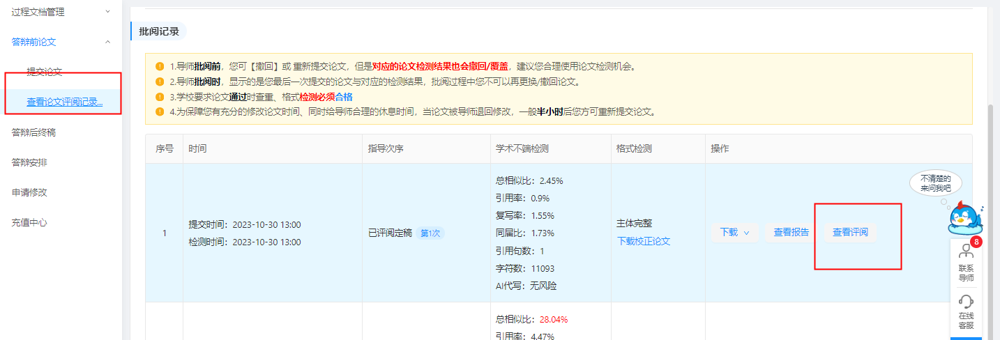 过程文档管理
答辩前论文
提交论文
查看论文评阅记录...
答辩后终稿
答辩安排
申请修改
充值中心
批阅记录
1.导师批阅前，您可【撤回】或 重新提交论文，但是对应的论文检测结果也会撤回/覆盖，建议您合理使用论文检测机会。
2.导师批阅时，显示的是您最后一次提交的论文与对应的检测结果，批阅过程中您不可以再更换/撤回论文。
3.学校要求论文通过时查重、格式检测必须合格
4.为保障您有充分的修改论文时间、同时给导师合理的休息时间，当论文被导师退回修改，一般半小时后您方可重新提交论文。
序号 时间 指导次序 学术不端检测 格式检测 操作
1
提交时间：2023-10-30 13:00
检测时间：2023-10-30 13:00
已评阅定稿 第1次
总相似比：2.45%
引用率：0.9%
复写率：1.55%
同届比：1.73%
引用句数：1
字符数：11093
AI代写：无风险
主体完整
下载校正论文
下载 查看报告 查看评阅
总相似比：28.04%
引用率：4.47%
不清楚的
来问我吧
8
联系
导师
在线
客服